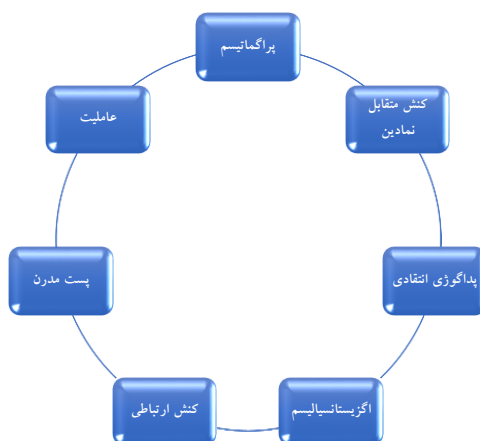 پراگماتیسم
کنش متقابل
نمادین
پداگوژی انتقادی
اگزیستانسیالیسم
کنش ارتباطی
پست مدرن
عاملیت